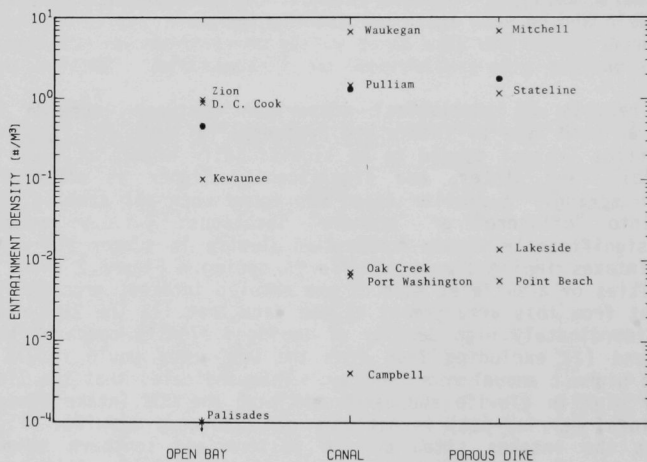 10¹
10⁰
10⁻¹
10⁻²
10⁻³
10⁻⁴
ENTRAINMENT DENSITY (#/M³)
Waukegan
Mitchell
Zion
D. C. Cook
Pulliam
Stateline
Kewaunee
Lakeside
Oak Creek
Port Washington
Point Beach
Campbell
Palisades
OPEN BAY
CANAL
POROUS DIKE